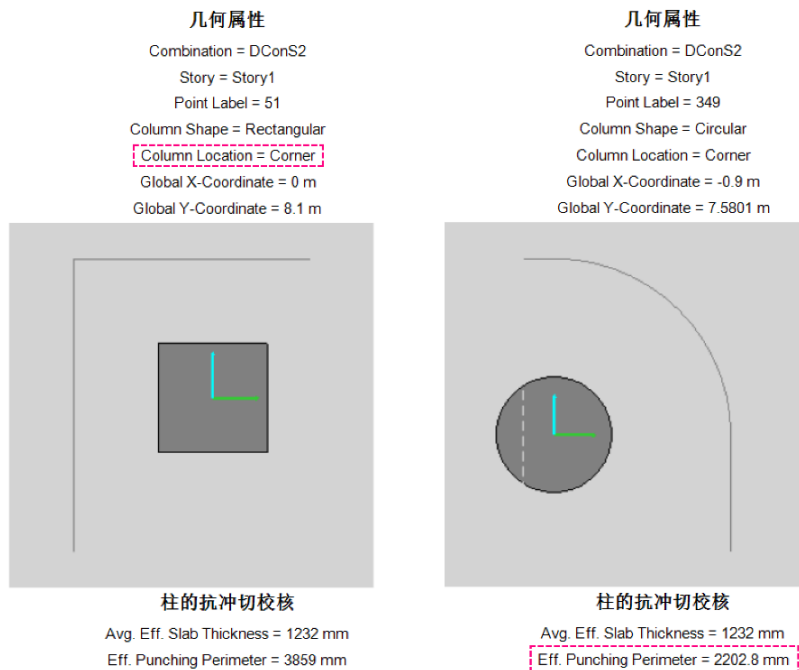 几何属性
Combination = DConS2
Story = Story1
Point Label = 51
Column Shape = Rectangular
Column Location = Corner
Global X-Coordinate = 0 m
Global Y-Coordinate = 8.1 m
柱的抗冲切校核
Avg. Eff. Slab Thickness = 1232 mm
Eff. Punching Perimeter = 3859 mm
几何属性
Combination = DConS2
Story = Story1
Point Label = 349
Column Shape = Circular
Column Location = Corner
Global X-Coordinate = -0.9 m
Global Y-Coordinate = 7.5801 m
柱的抗冲切校核
Avg. Eff. Slab Thickness = 1232 mm
Eff. Punching Perimeter = 2202.8 mm